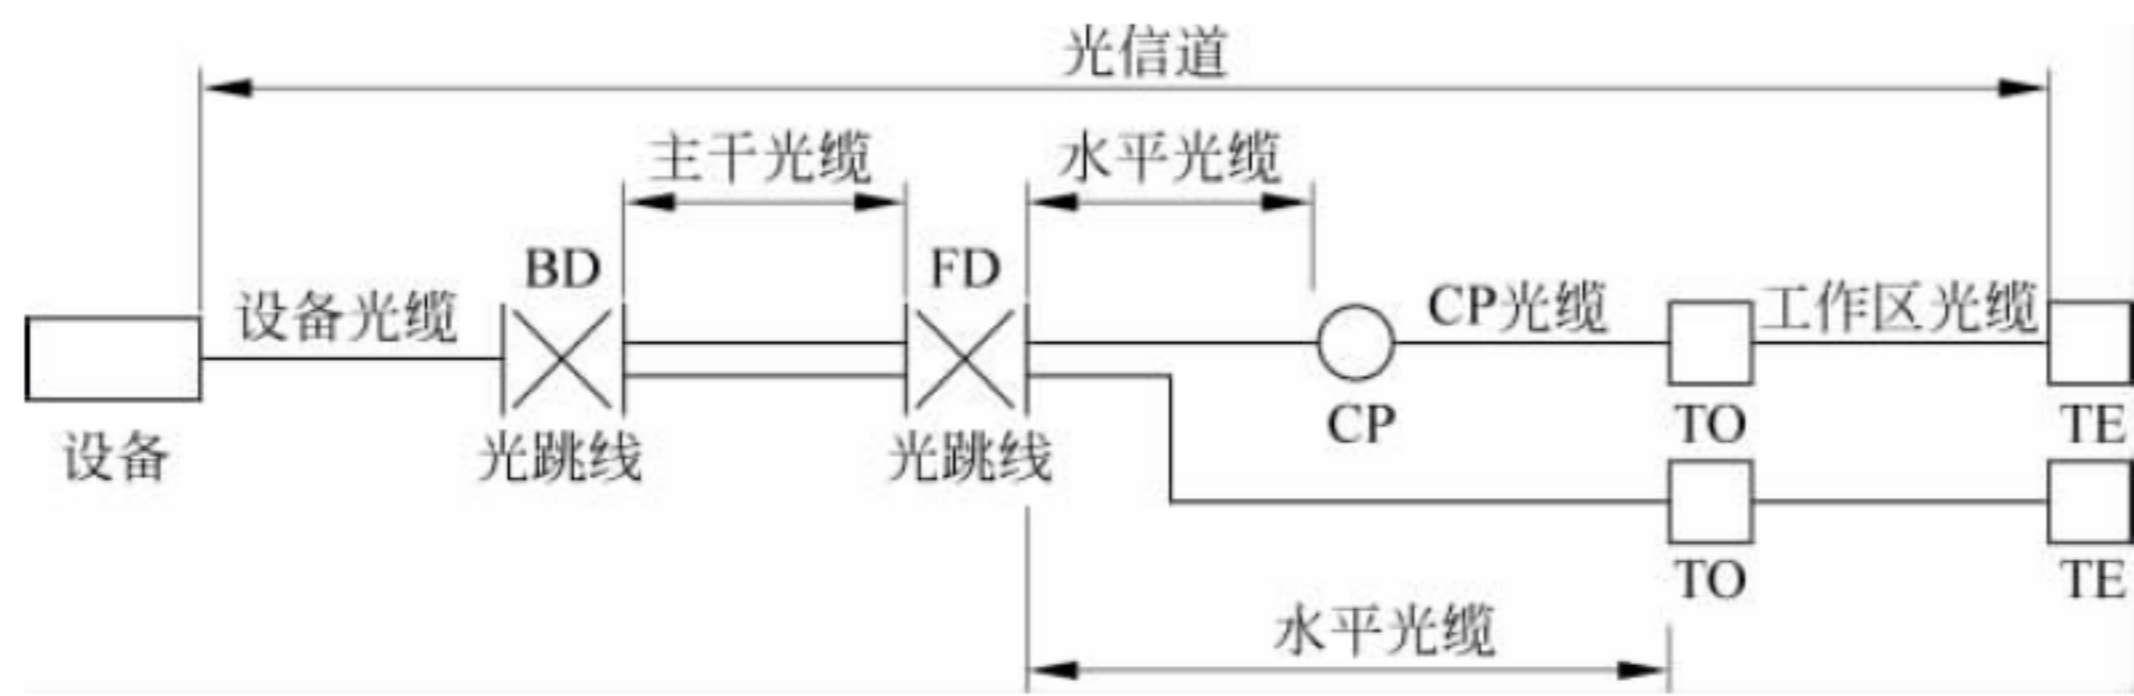 光信道
主干光缆 水平光缆
BD FD
设备光缆 CP光缆 工作区光缆
CP TO TE
设备 光跳线 光跳线
TO TE
水平光缆